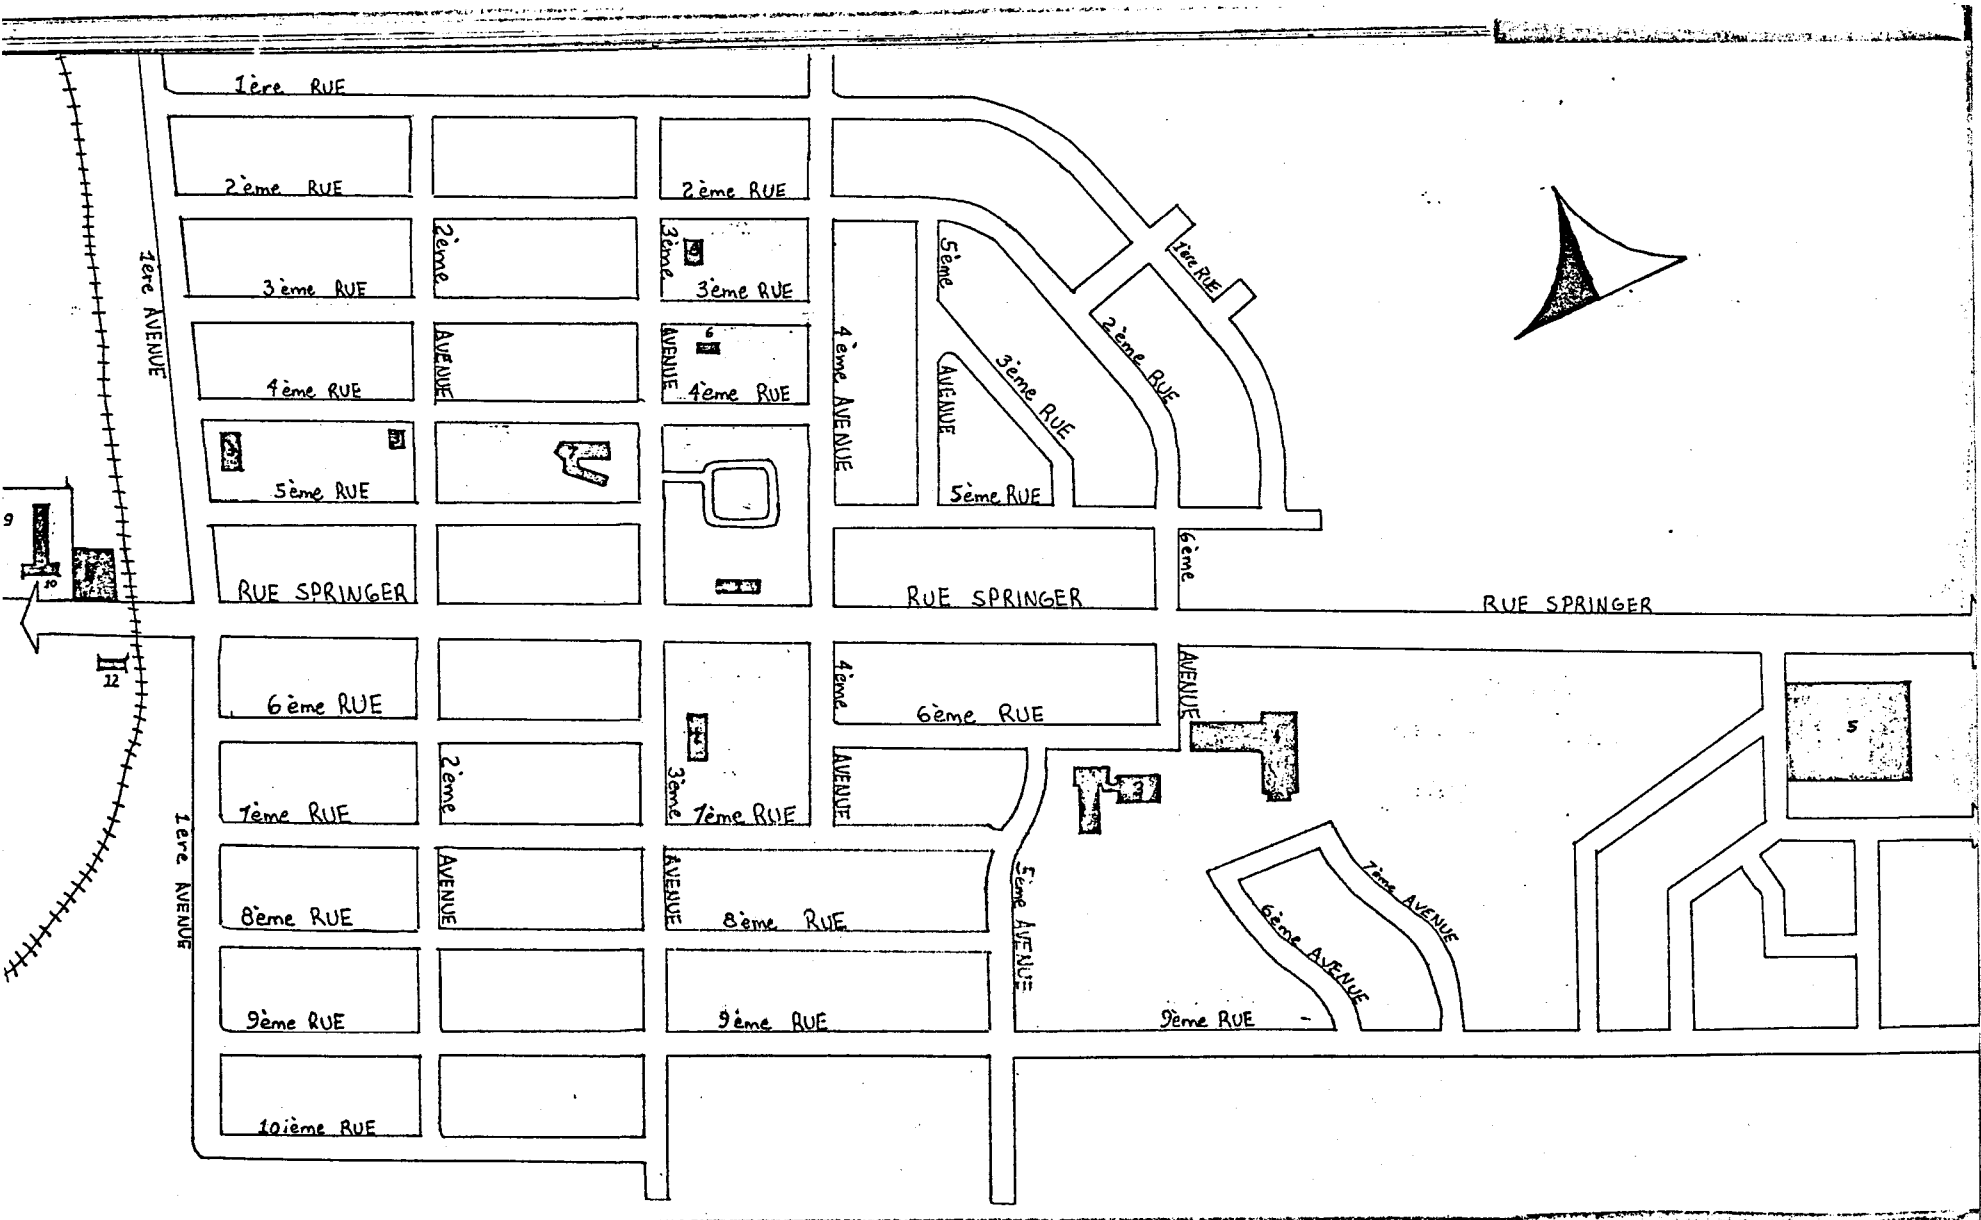 1ère RUE
2ème RUE
2ème RUE
1ère RUE
1ère AVENUE
2ème
3ème
5ème
3ème RUE
3ème RUE
4ème AVENUE
2ème RUE
6
AVENUE
AVENUE
AVENUE
3ème RUE
4ème RUE
4ème RUE
7
5ème RUE
5ème RUE
9
10
6ème
RUE SPRINGER
RUE SPRINGER
RUE SPRINGER
12
4ème
AVENUE
6ème RUE
6ème RUE
5
2ème
3ème
AVENUE
7ème RUE
7ème RUE
1ère AVENUE
AVENUE
AVENUE
5ème AVENUE
7ème AVENUE
6ème AVENUE
8ème RUE
8ème RUE
9ème RUE
9ème RUE
9ème RUE
10ième RUE